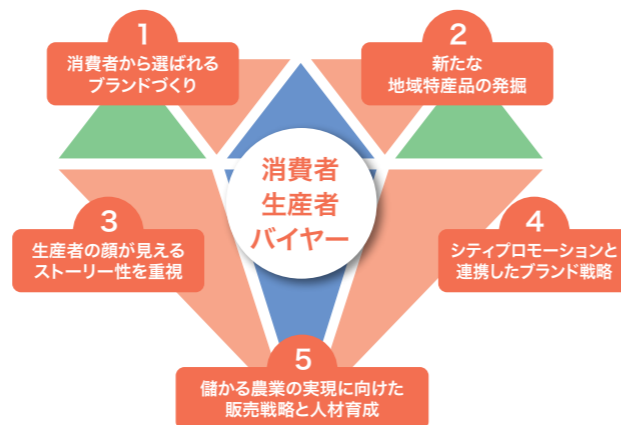 1
消費者から選ばれる
ブランドづくり
2
新たな
地域特産品の発掘
消費者
生産者
バイヤー
3
生産者の顔が見える
ストーリー性を重視
4
シティプロモーションと
連携したブランド戦略
5
儲かる農業の実現に向けた
販売戦略と人材育成